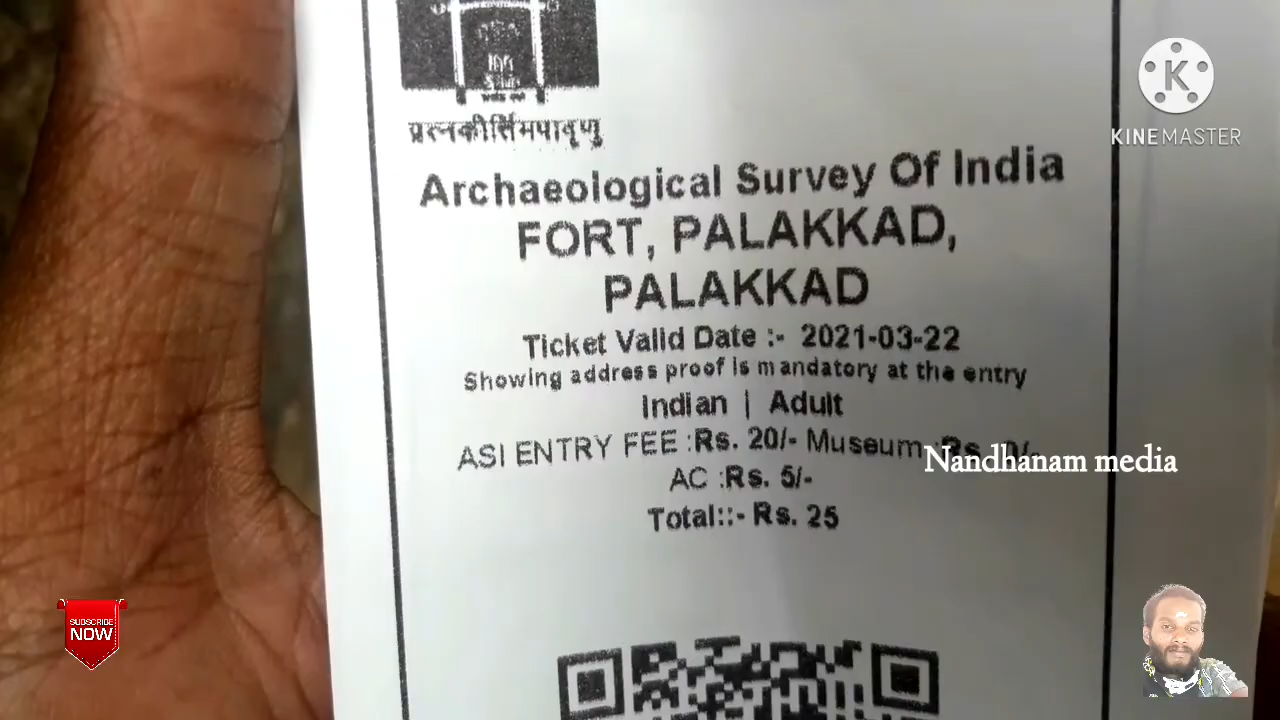 प्रत्नकीर्तिमपावृणु
Archaeological Survey Of India
FORT, PALAKKAD,
PALAKKAD
Ticket Valid Date :- 2021-03-22
Showing address proof is mandatory at the entry
Indian | Adult
ASI ENTRY FEE :Rs. 20/- Museum :Rs. 0/-
AC :Rs. 5/-
Total::- Rs. 25
KINEMASTER
Nandhanam media
SUBSCRIBE
NOW